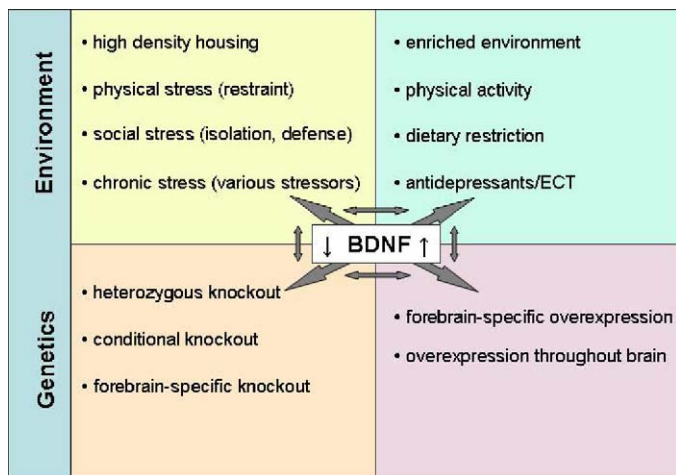 Environment
• high density housing
• physical stress (restraint)
• social stress (isolation, defense)
• chronic stress (various stressors)
• enriched environment
• physical activity
• dietary restriction
• antidepressants/ECT
↓ BDNF ↑
Genetics
• heterozygous knockout
• conditional knockout
• forebrain-specific knockout
• forebrain-specific overexpression
• overexpression throughout brain